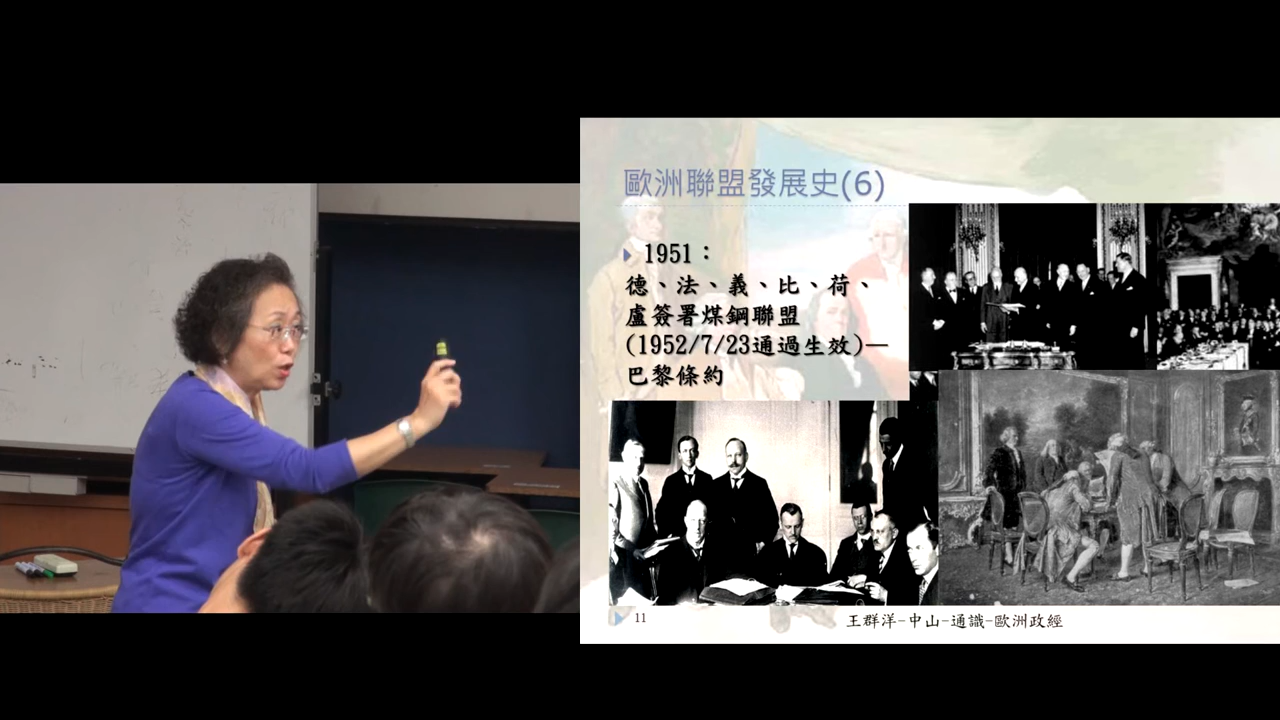 歐洲聯盟發展史(6)
1951：
德、法、義、比、荷、
盧簽署煤鋼聯盟
(1952/7/23通過生效)—
巴黎條約
11
王群洋-中山-通識-歐洲政經